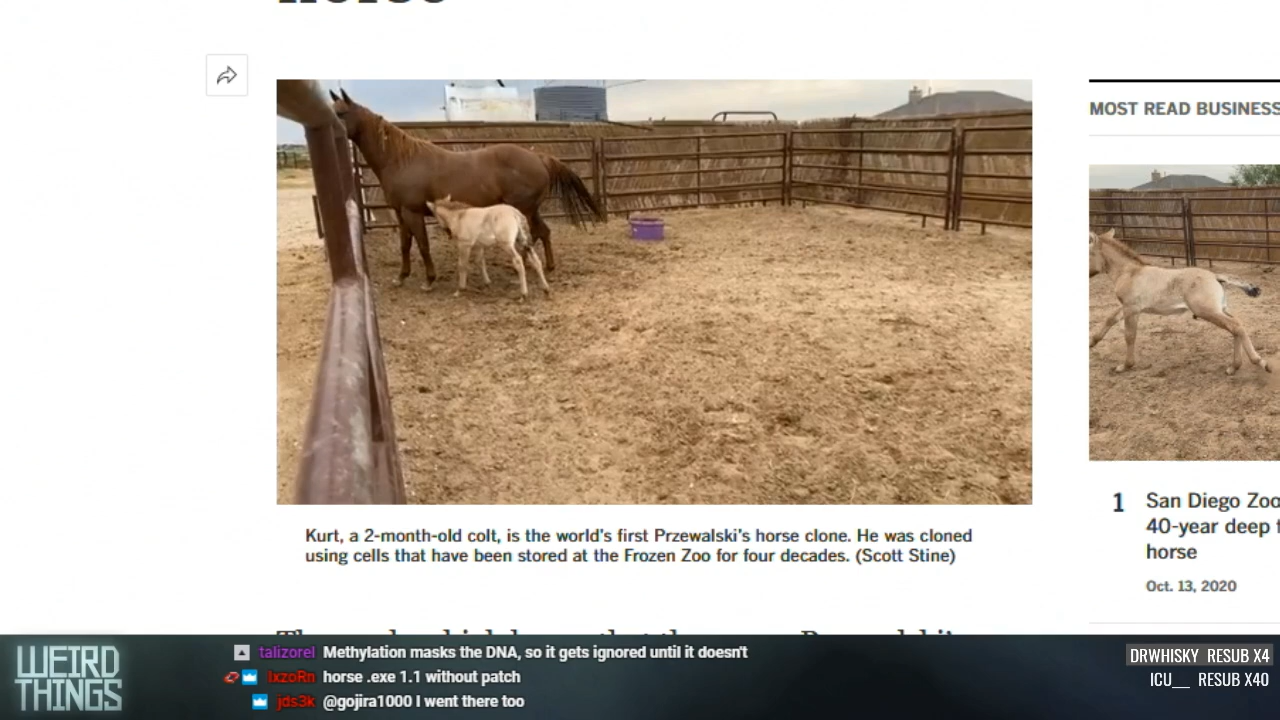 MOST READ BUSINESS
Kurt, a 2-month-old colt, is the world's first Przewalski's horse clone. He was cloned
using cells that have been stored at the Frozen Zoo for four decades. (Scott Stine)
1 San Diego Zoo
40-year deep f
horse
Oct. 13, 2020
WEIRD
THINGS
talizorel Methylation masks the DNA, so it gets ignored until it doesn't
lxzoRn horse .exe 1.1 without patch
jds3k @gojira1000 I went there too
DRWHISKY RESUB X4
ICU__ RESUB X40